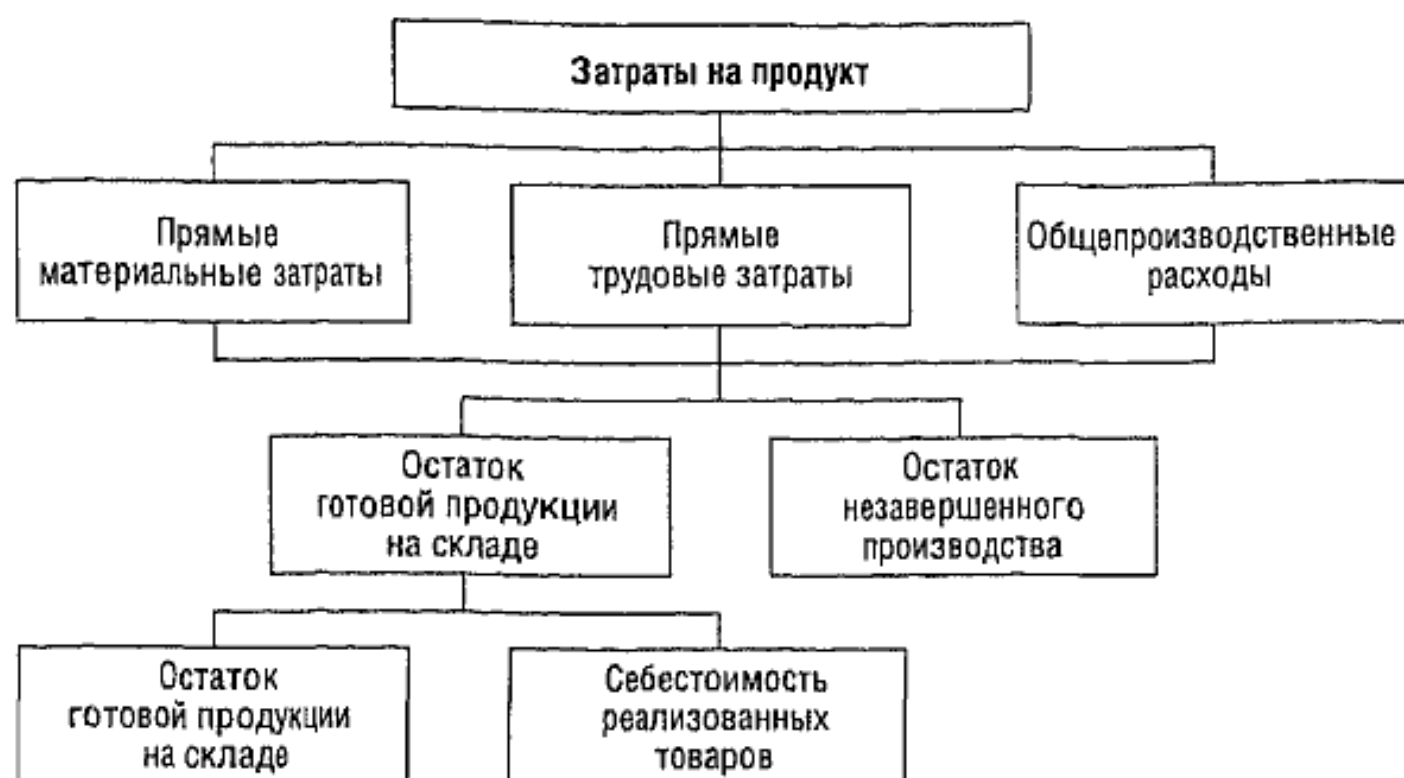 Затраты на продукт
Прямые
материальные затраты
Прямые
трудовые затраты
Общепроизводственные
расходы
Остаток
готовой продукции
на складе
Остаток
незавершенного
производства
Остаток
готовой продукции
на складе
Себестоимость
реализованных
товаров